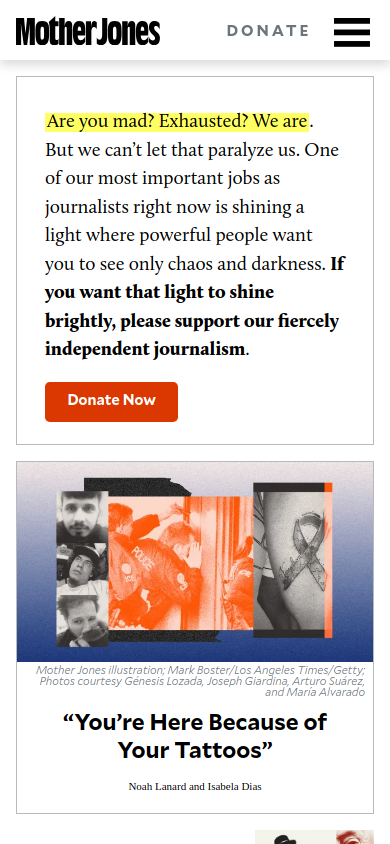 Mother Jones
DONATE
Are you mad? Exhausted? We are.
But we can’t let that paralyze us. One
of our most important jobs as
journalists right now is shining a
light where powerful people want
you to see only chaos and darkness. If
you want that light to shine
brightly, please support our fiercely
independent journalism.
Donate Now
POLICE
ICE
Mother Jones illustration; Mark Boster/Los Angeles Times/Getty;
Photos courtesy Génesis Lozada, Joseph Giardina, Arturo Suárez,
and María Alvarado
“You’re Here Because of
Your Tattoos”
Noah Lanard and Isabela Dias